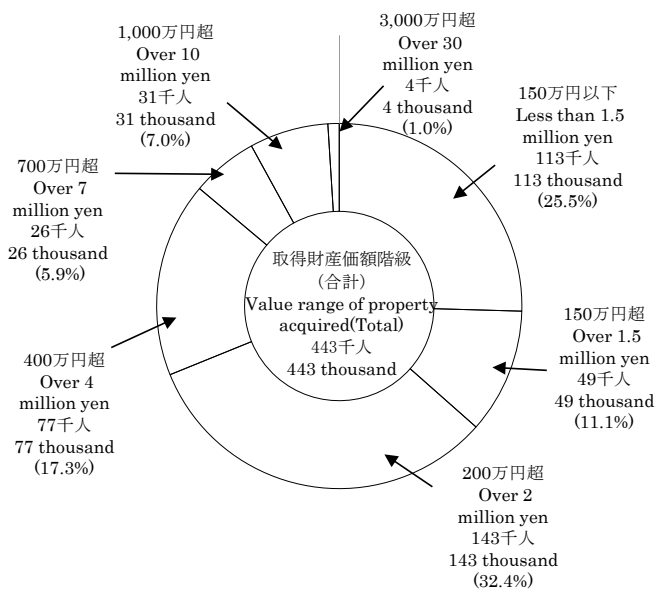 3,000万円超
Over 30
million yen
4千人
4 thousand
(1.0%)
150万円以下
Less than 1.5
million yen
113千人
113 thousand
(25.5%)
150万円超
Over 1.5
million yen
49千人
49 thousand
(11.1%)
200万円超
Over 2
million yen
143千人
143 thousand
(32.4%)
400万円超
Over 4
million yen
77千人
77 thousand
(17.3%)
700万円超
Over 7
million yen
26千人
26 thousand
(5.9%)
1,000万円超
Over 10
million yen
31千人
31 thousand
(7.0%)
取得財産価額階級
(合計)
Value range of property
acquired(Total)
443千人
443 thousand